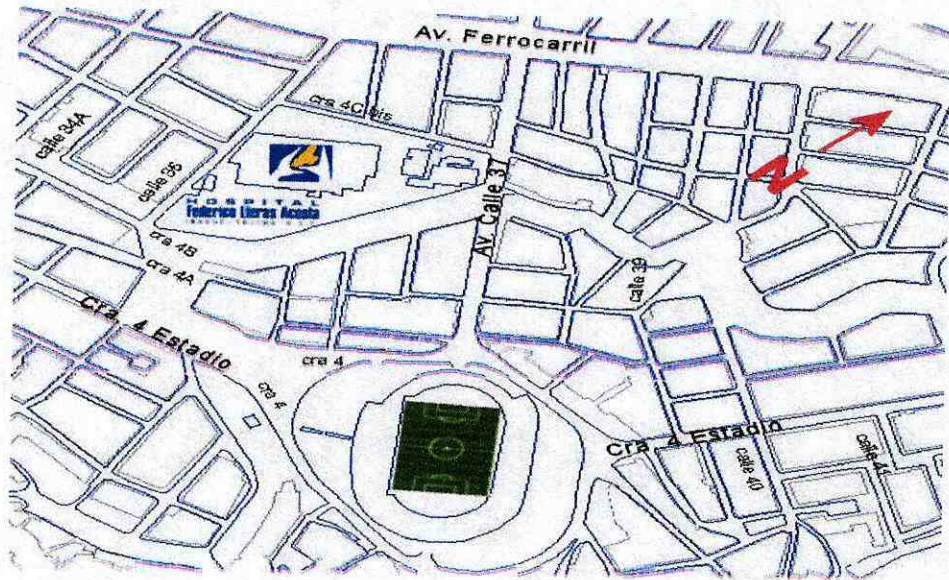 Av. Ferrocarril
cra 4C bis
calle 34A
calle 35
Av. Calle 37
N
HOSPITAL
Federico Lleras Acosta
cra 4B
cra 4A
calle 39
Cra. 4 Estadio
cra 4
cra 4
Cra 4 Estadio
calle 40
calle 41